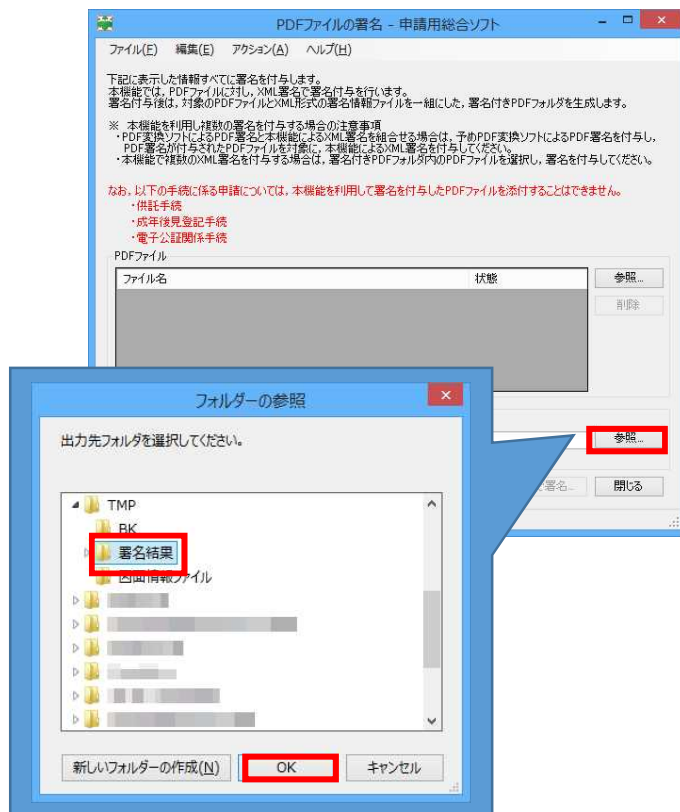 PDFファイルの署名 - 申請用総合ソフト
ファイル(F) 編集(E) アクション(A) ヘルプ(H)
下記に表示した情報すべてに署名を付与します。
本機能では，PDFファイルに対し，XML署名で署名付与を行います。
署名付与後は，対象のPDFファイルとXML形式の署名情報ファイルを一組にした，署名付きPDFフォルダを生成します。
※ 本機能を利用し複数の署名を付与する場合の注意事項
・PDF変換ソフトによるPDF署名と本機能によるXML署名を組合せる場合は，予めPDF変換ソフトによるPDF署名を付与し，
PDF署名が付与されたPDFファイルを対象に，本機能によるXML署名を付与してください。
・本機能で複数のXML署名を付与する場合は，署名付きPDFフォルダ内のPDFファイルを選択し，署名を付与してください。
なお，以下の手続に係る申請については，本機能を利用して署名を付与したPDFファイルを添付することはできません。
・供託手続
・成年後見登記手続
・電子公証関係手続
PDFファイル
ファイル名 状態 参照...
削除
参照...
で署名... 閉じる
フォルダーの参照
出力先フォルダを選択してください。
TMP
BK
署名結果
図面情報ファイル
新しいフォルダーの作成(N) OK キャンセル